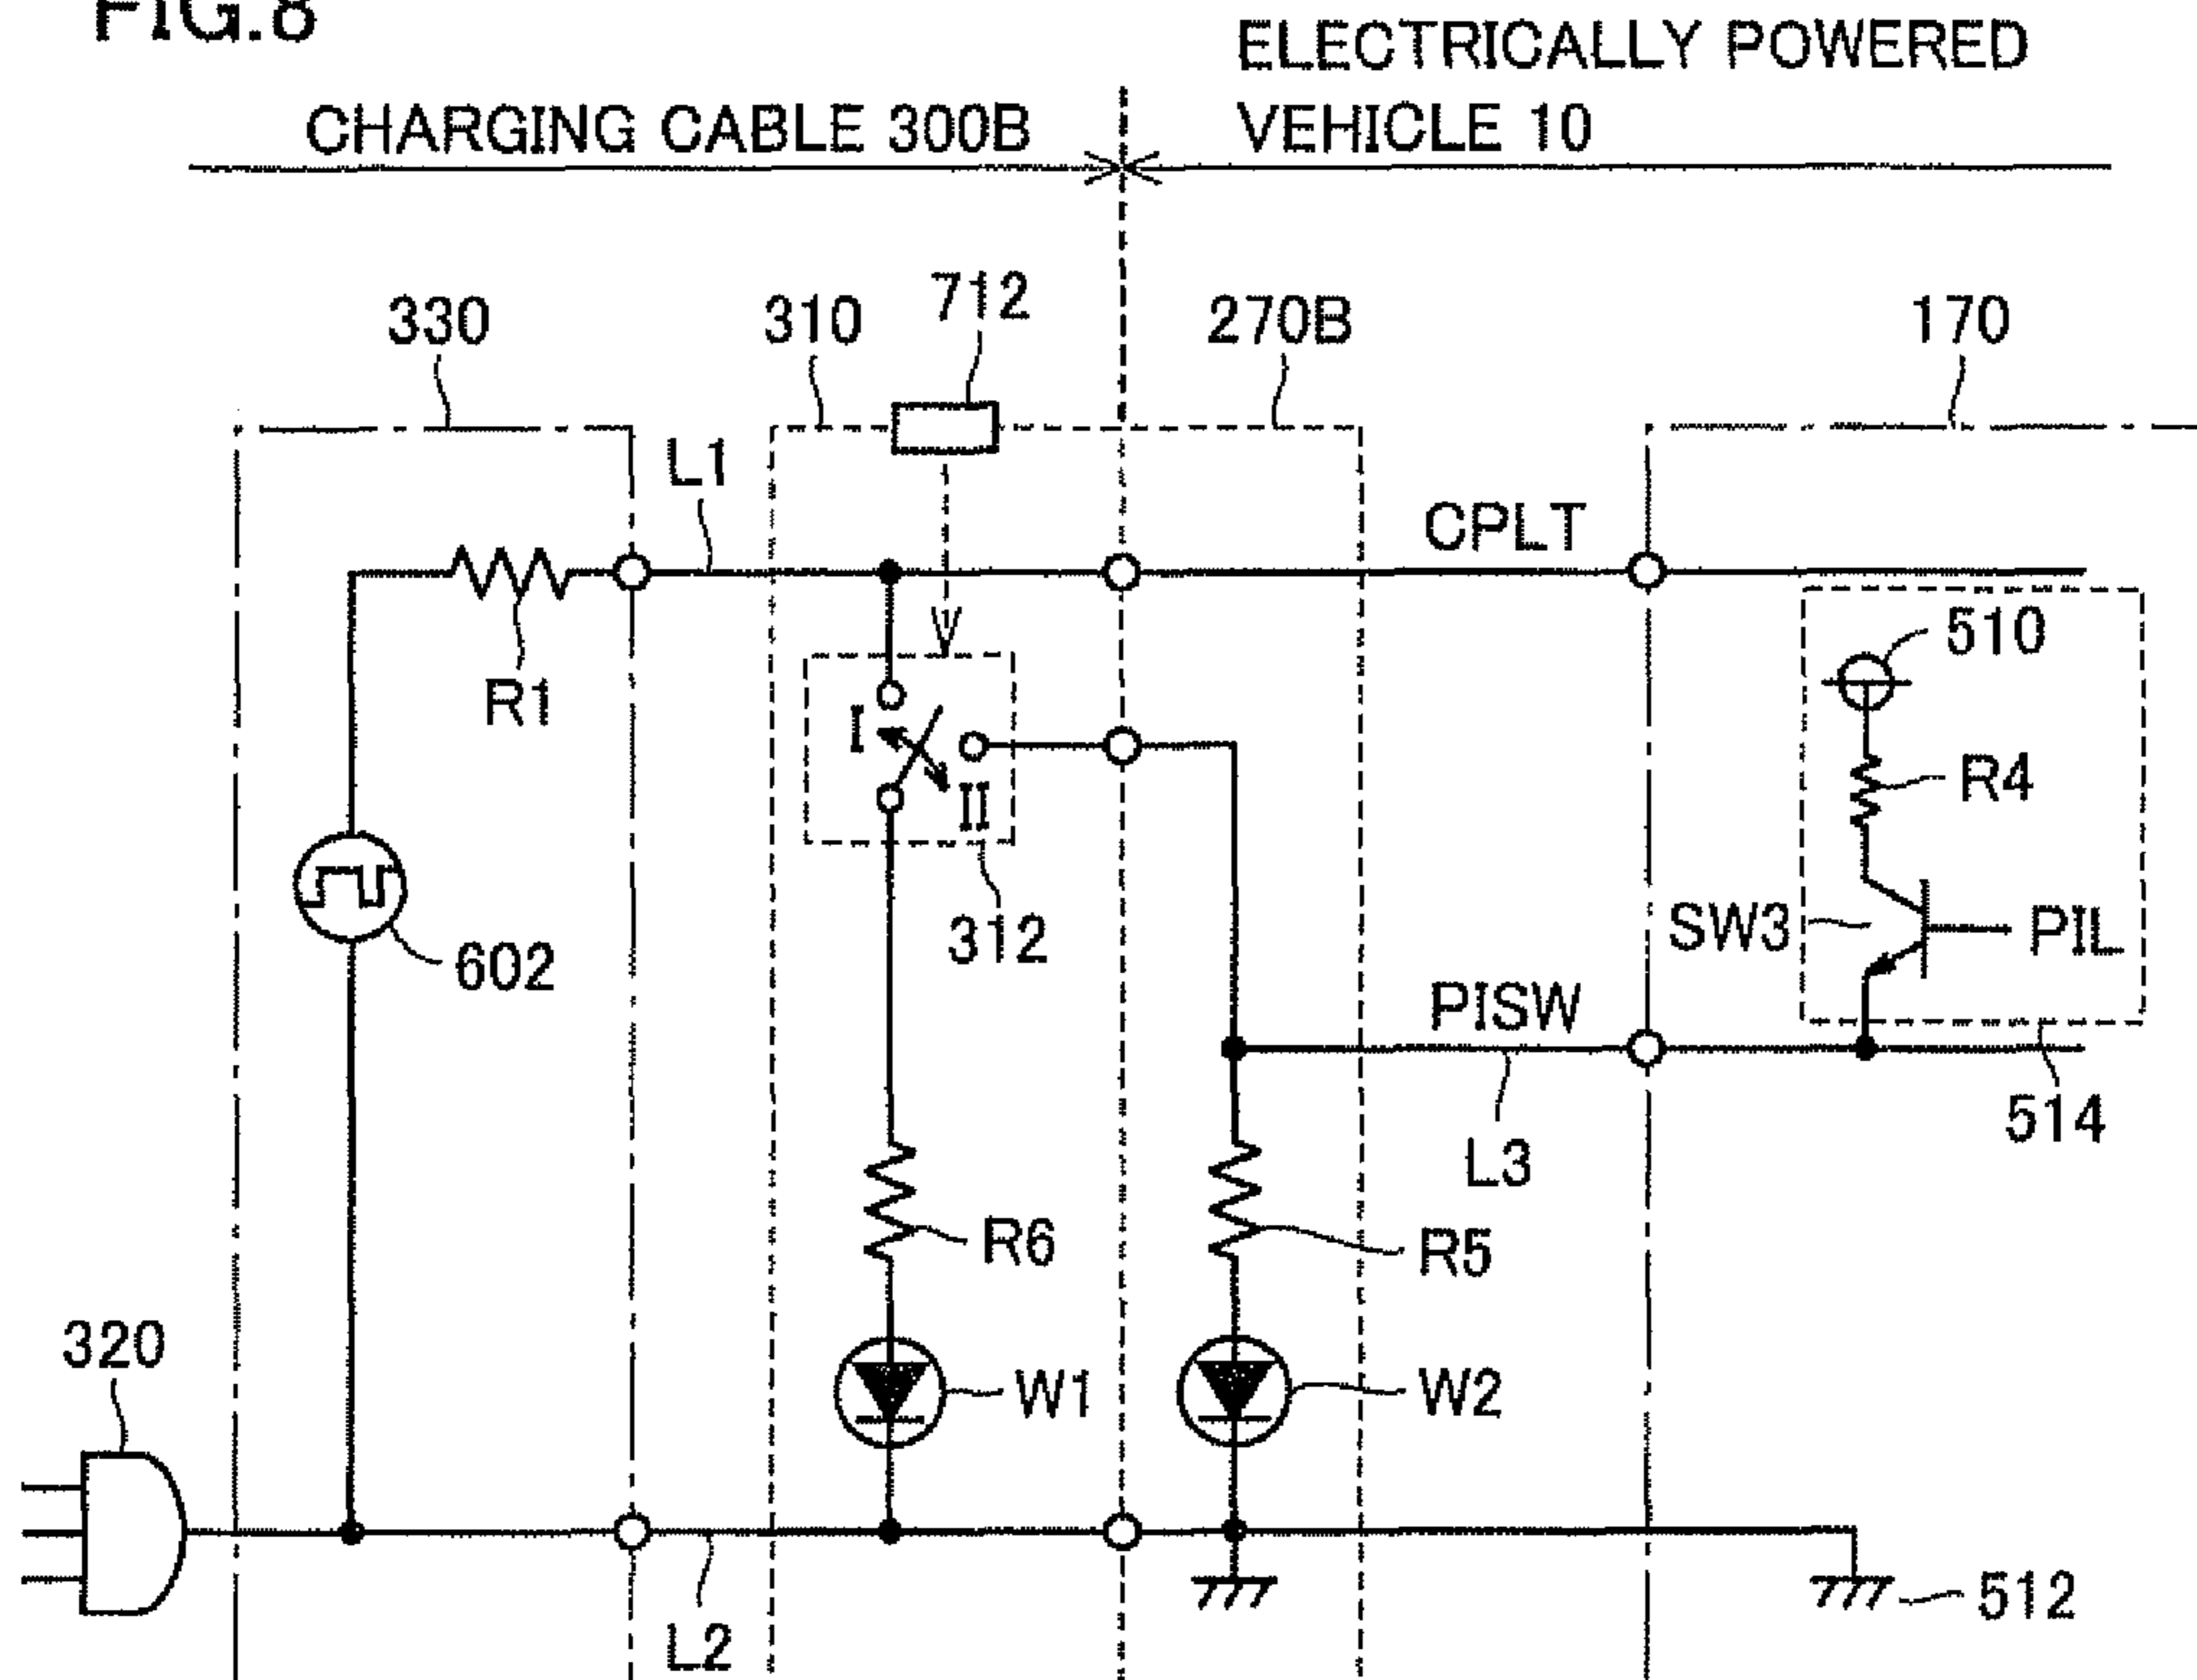 FIG.8
ELECTRICALLY POWERED
CHARGING CABLE 300B
VEHICLE 10
712
330
310
270B
170
L1
CPLT
510
R1
I
II
R4
312
SW3
PIL
602
PISW
514
L3
R6
R5
320
W1
W2
512
L2